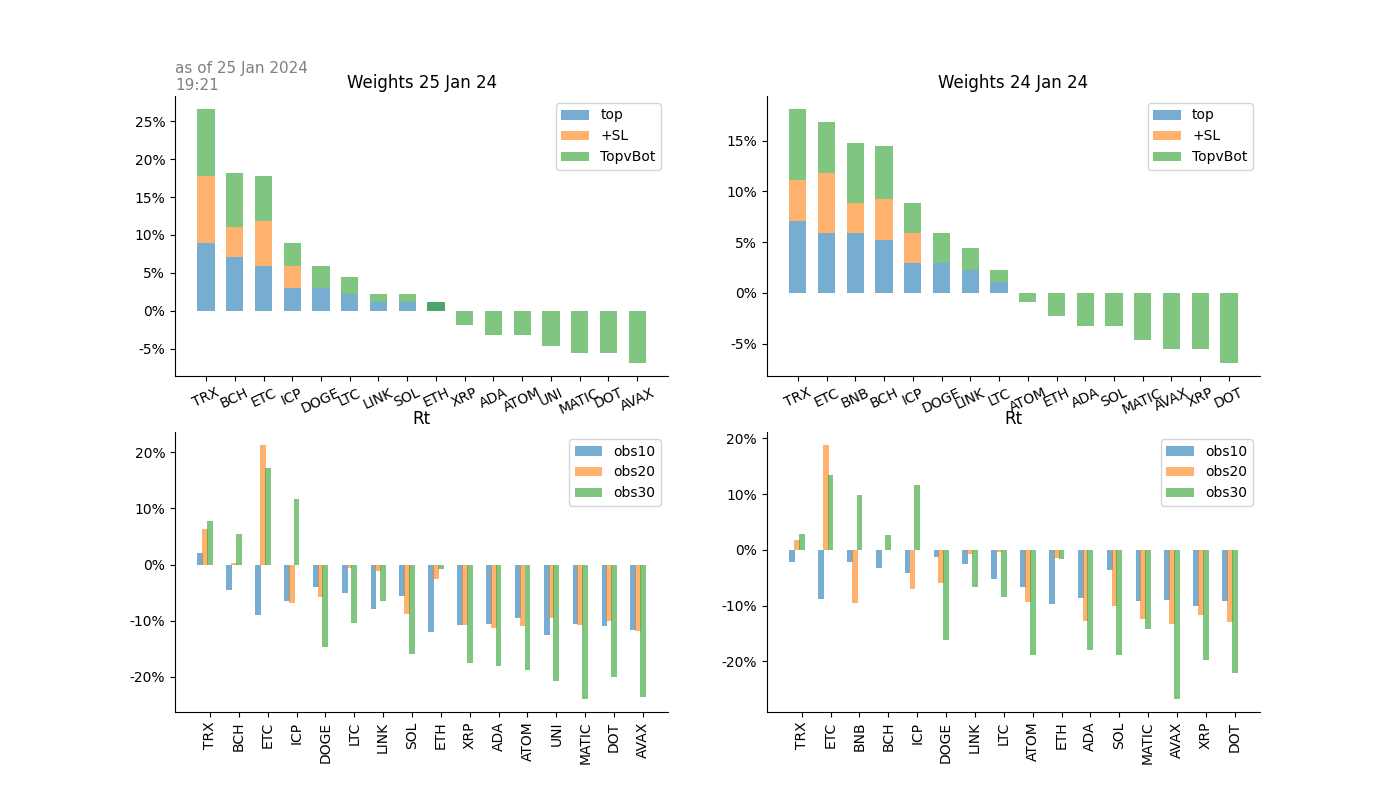 as of 25 Jan 2024
19:21
Weights 25 Jan 24
25%
20%
15%
10%
5%
0%
-5%
top
+SL
TopvBot
TRX BCH ETC ICP DOGE LTC LINK SOL ETH XRP ADA ATOM UNI MATIC DOT AVAX
Weights 24 Jan 24
15%
10%
5%
0%
-5%
top
+SL
TopvBot
TRX ETC BNB BCH ICP DOGE LINK LTC ATOM ETH ADA SOL MATIC AVAX XRP DOT
Rt
20%
10%
0%
-10%
-20%
obs10
obs20
obs30
TRX BCH ETC ICP DOGE LTC LINK SOL ETH XRP ADA ATOM UNI MATIC DOT AVAX
Rt
20%
10%
0%
-10%
-20%
obs10
obs20
obs30
TRX ETC BNB BCH ICP DOGE LINK LTC ATOM ETH ADA SOL MATIC AVAX XRP DOT